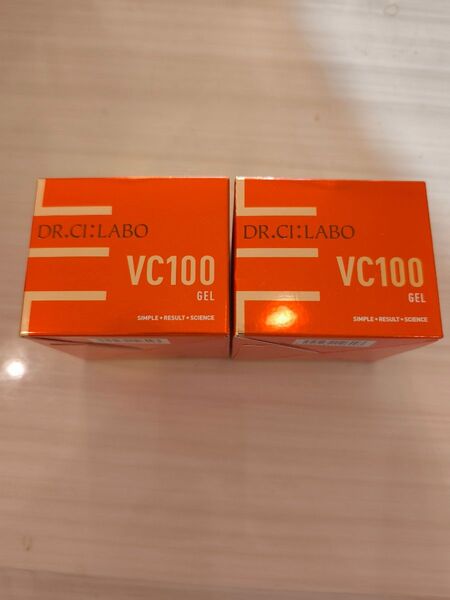 DR.CI:LABO
VC100
GEL
SIMPLE+RESULT+SCIENCE
DR.CI:LABO
VC100
GEL
SIMPLE+RESULT+SCIENCE